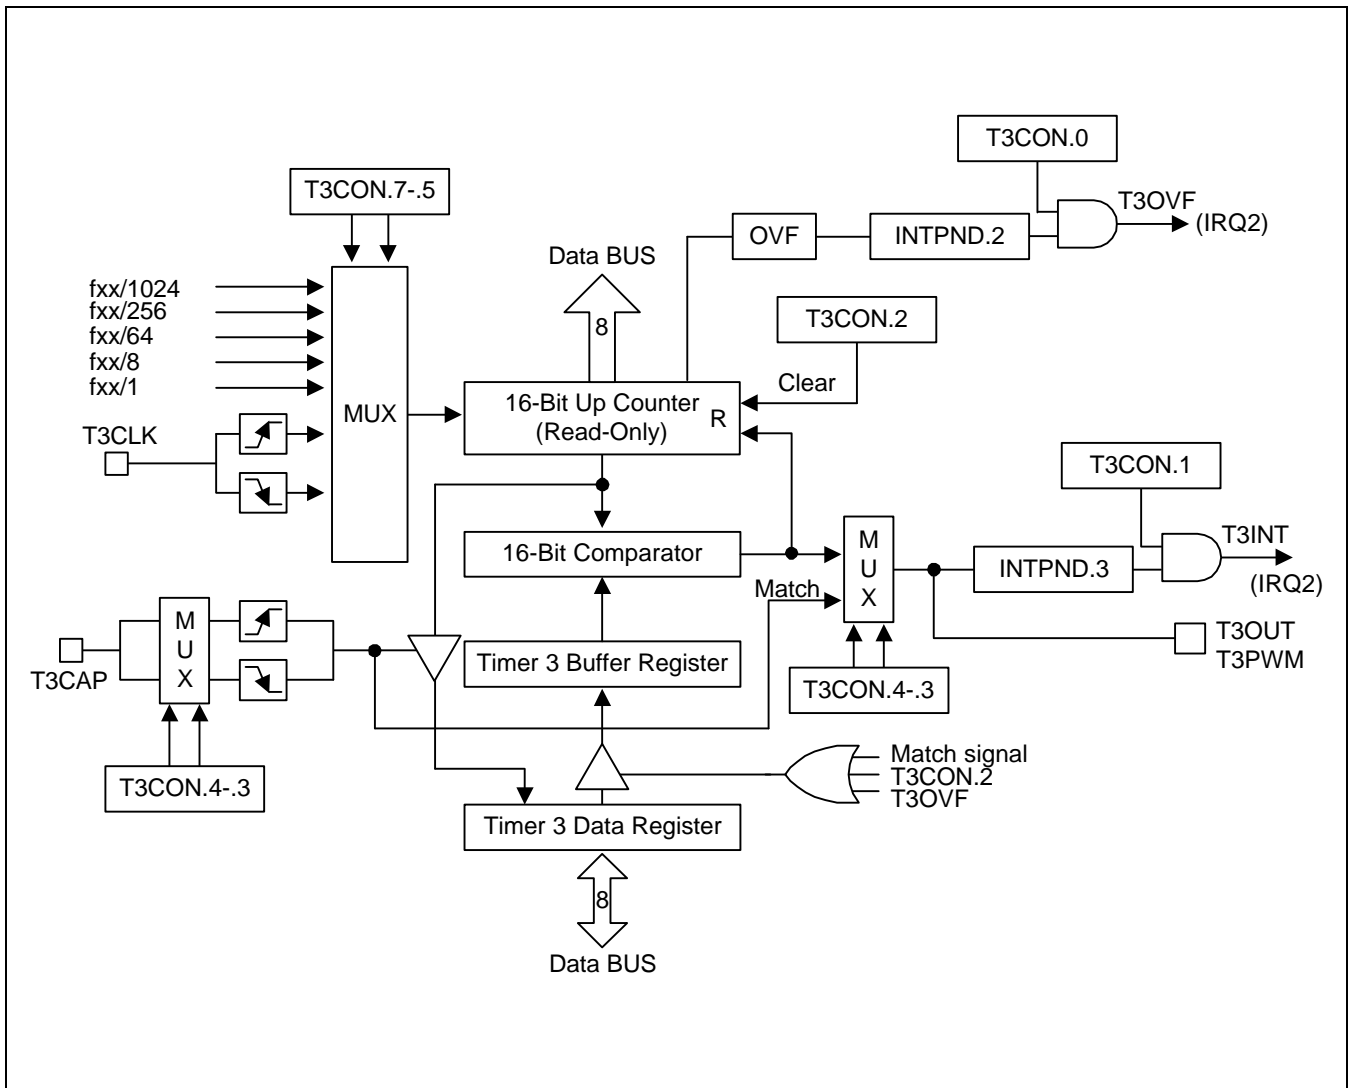 T3CON.0
T3CON.7-.5
T3OVF
(IRQ2)
OVF
INTPND.2
Data BUS
8
fxx/1024
fxx/256
fxx/64
fxx/8
fxx/1
T3CON.2
Clear
MUX
16-Bit Up Counter
(Read-Only)
R
T3CLK
T3CON.1
16-Bit Comparator
M
U
X
T3INT
(IRQ2)
INTPND.3
Match
M
U
X
T3CAP
Timer 3 Buffer Register
T3OUT
T3PWM
T3CON.4-.3
T3CON.4-.3
Match signal
T3CON.2
T3OVF
Timer 3 Data Register
8
Data BUS